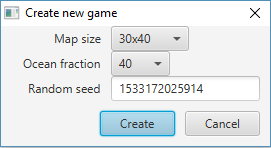 Create new game
Map size 30x40
Ocean fraction 40
Random seed 1533172025914
Create Cancel